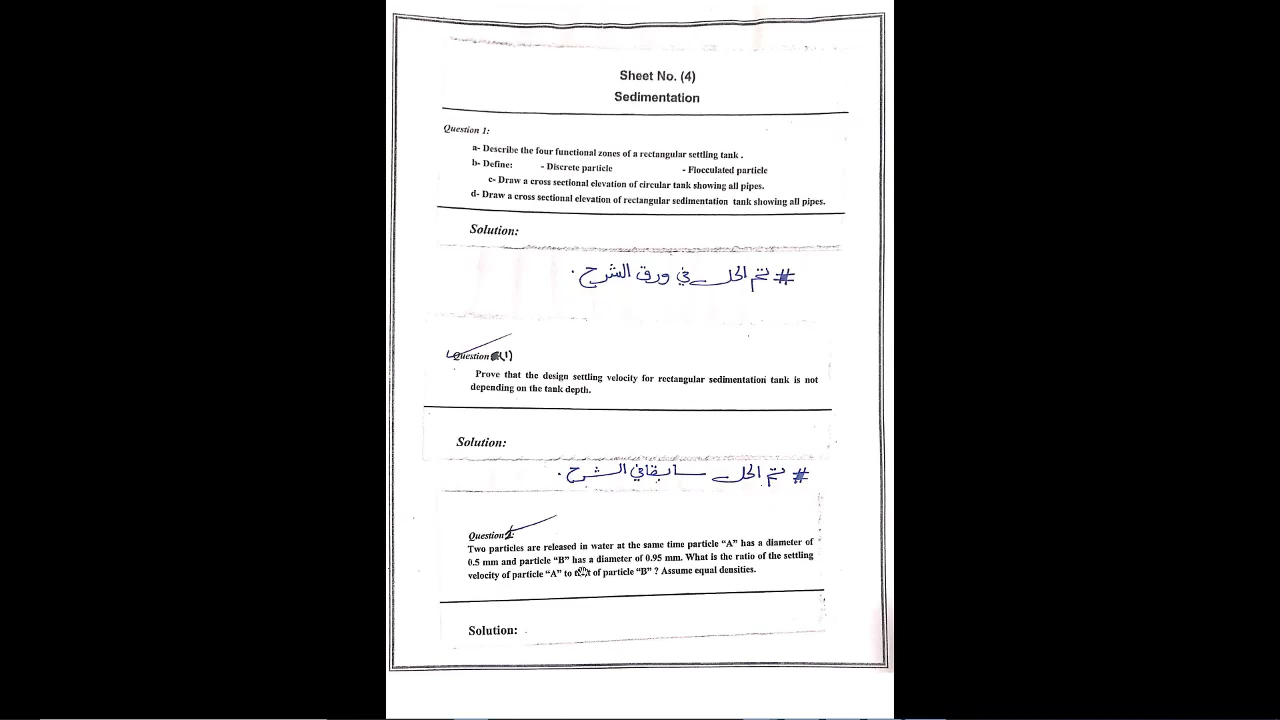 Sheet No. (4)
Sedimentation
Question 1:
a- Describe the four functional zones of a rectangular settling tank .
b- Define: - Discrete particle - Flocculated particle
c- Draw a cross sectional elevation of circular tank showing all pipes.
d- Draw a cross sectional elevation of rectangular sedimentation tank showing all pipes.
Solution:
# تم الحل في ورق الشرح .
Question (1)
Prove that the design settling velocity for rectangular sedimentation tank is not
depending on the tank depth.
Solution:
# تم الحل سابقا في الشرح .
Question
Two particles are released in water at the same time particle “A” has a diameter of
0.5 mm and particle “B” has a diameter of 0.95 mm. What is the ratio of the settling
velocity of particle “A” to that of particle “B” ? Assume equal densities.
Solution: